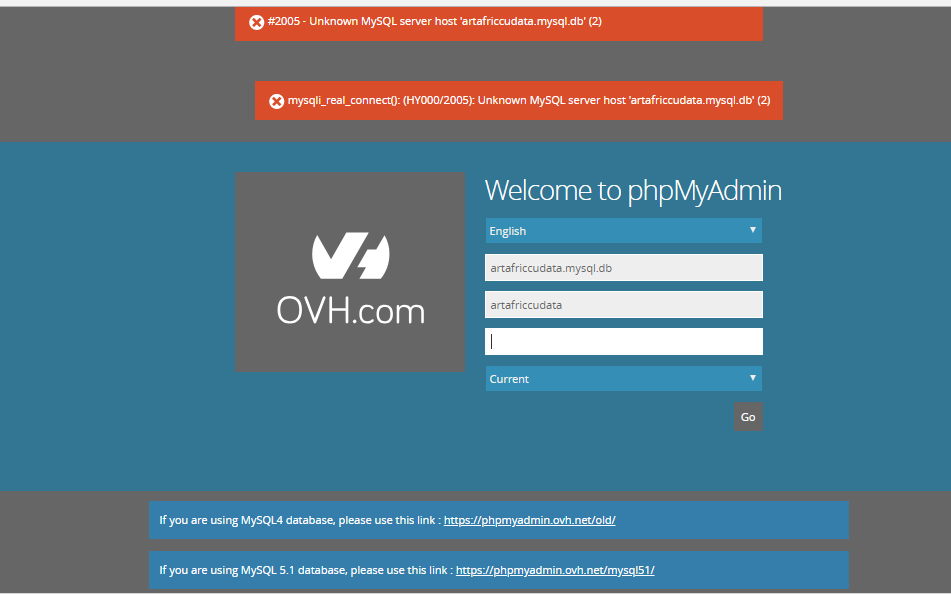 #2005 - Unknown MySQL server host 'artafriccudata.mysql.db' (2)
mysqli_real_connect(): (HY000/2005): Unknown MySQL server host 'artafriccudata.mysql.db' (2)
OVH.com
Welcome to phpMyAdmin
English
artafriccudata.mysql.db
artafriccudata
Current
Go
If you are using MySQL4 database, please use this link : https://phpmyadmin.ovh.net/old/
If you are using MySQL 5.1 database, please use this link : https://phpmyadmin.ovh.net/mysql51/